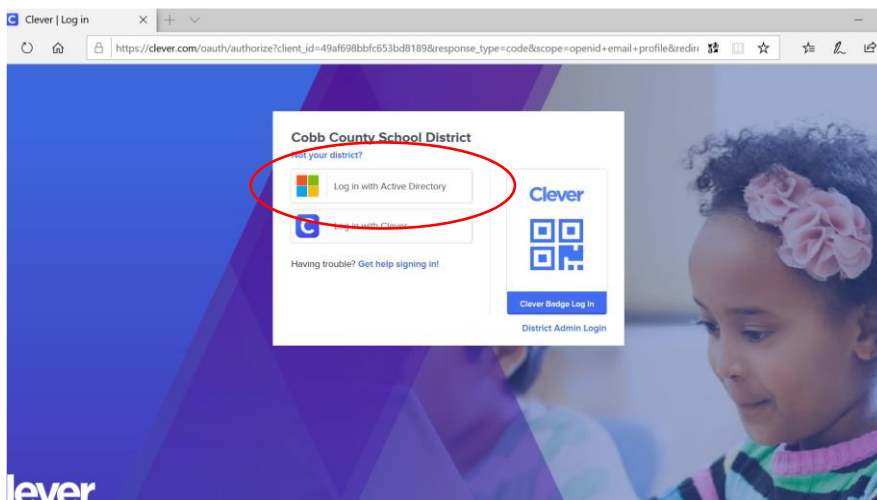 Clever | Log in
https://clever.com/oauth/authorize?client_id=49af698bbfc653bd8189&response_type=code&scope=openid+email+profile&redire
Cobb County School District
Not your district?
Log in with Active Directory
Log in with Clever
Having trouble? Get help signing in!
Clever
Clever Badge Log In
District Admin Login
lever